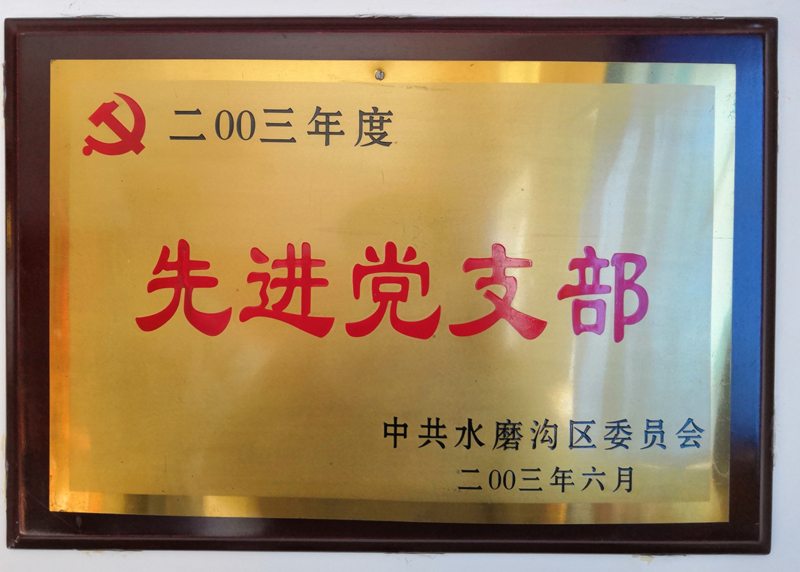 二00三年度
先进党支部
中共水磨沟区委员会
二00三年六月